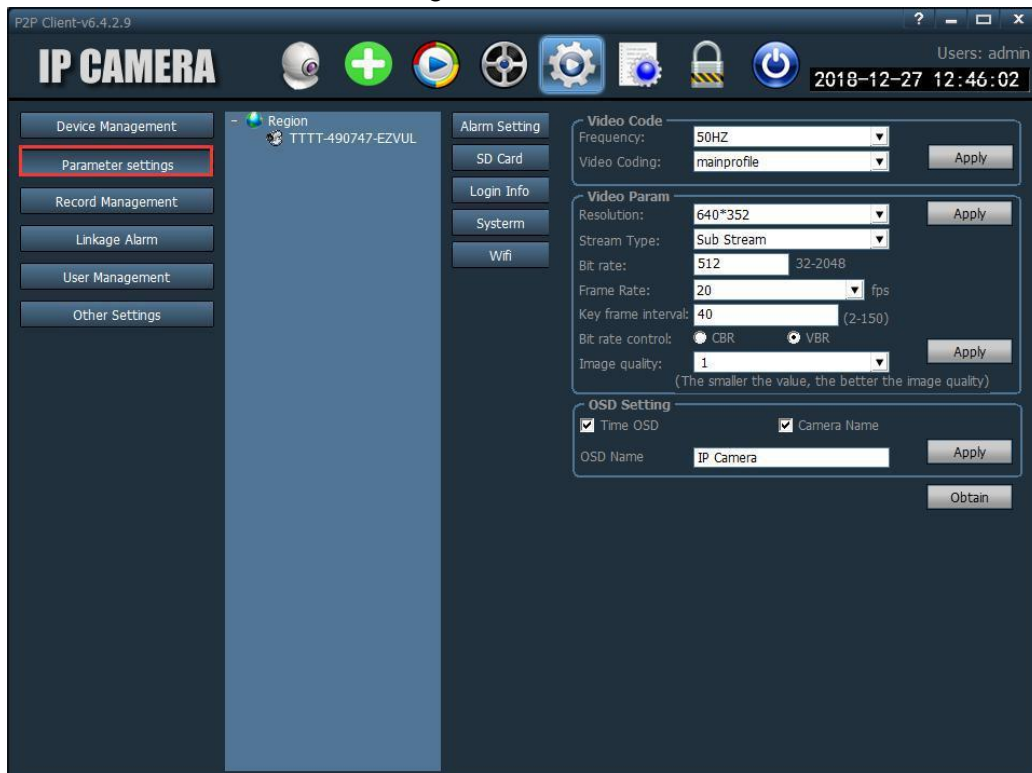 P2P Client-v6.4.2.9
IP CAMERA
Users: admin
2018-12-27 12:46:02
Device Management
Parameter settings
Record Management
Linkage Alarm
User Management
Other Settings
Region
TTTT-490747-EZVUL
Alarm Setting
SD Card
Login Info
Systerm
Wifi
Video Code
Frequency: 50HZ
Video Coding: mainprofile Apply
Video Param
Resolution: 640*352 Apply
Stream Type: Sub Stream
Bit rate: 512 32-2048
Frame Rate: 20 fps
Key frame interval: 40 (2-150)
Bit rate control: CBR VBR
Image quality: 1 Apply
(The smaller the value, the better the image quality)
OSD Setting
Time OSD Camera Name
OSD Name IP Camera Apply
Obtain